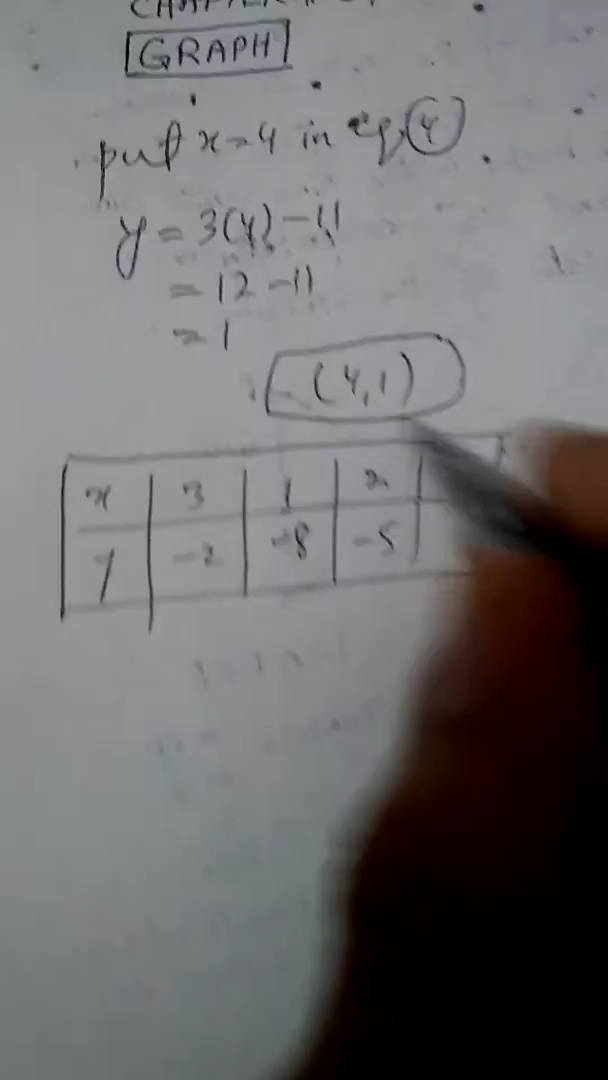 GRAPH
put x=4 in eq 4
y = 3(4) - 11
= 12 - 11
= 1
(4,1)
x 3 1 2
y -2 -8 -5